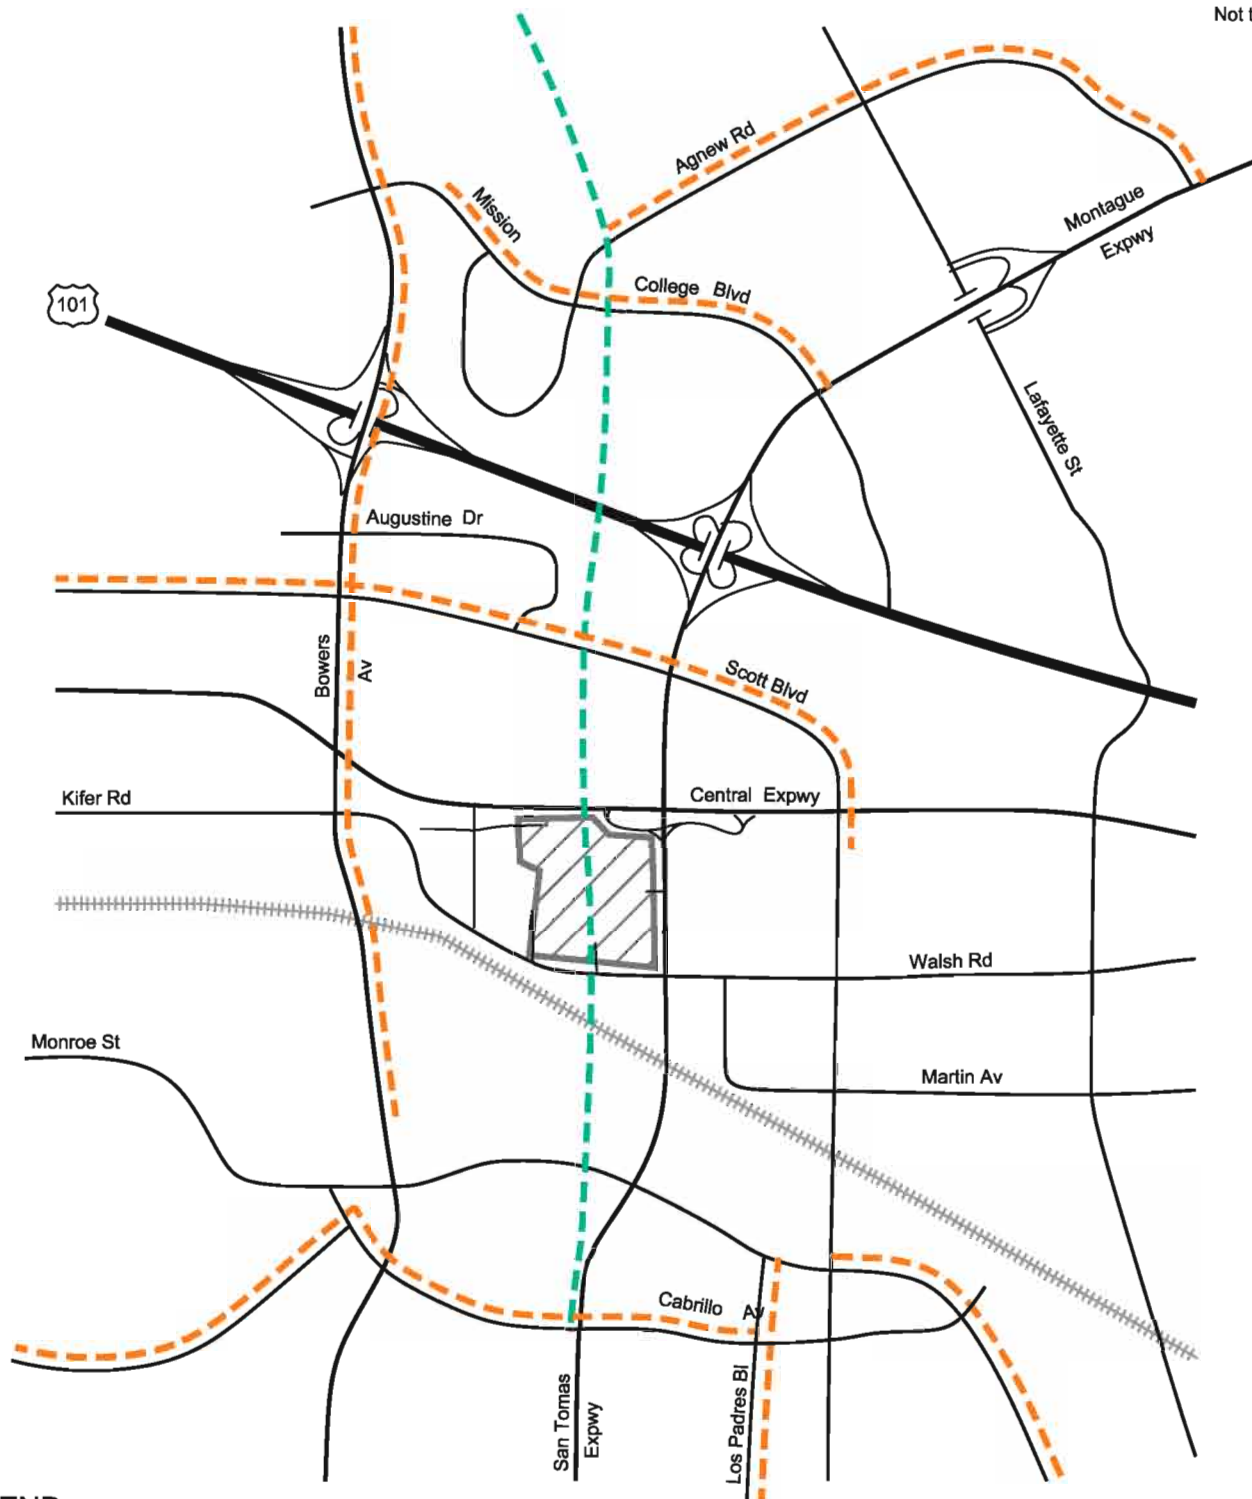 Not t
Agnew Rd
Mission
Montague
Expwy
College Blvd
101
Lafayette St
Augustine Dr
Bowers
Av
Scott Blvd
Kifer Rd
Central Expwy
Walsh Rd
Monroe St
Martin Av
Cabrillo Av
San Tomas
Expwy
Los Padres Bl